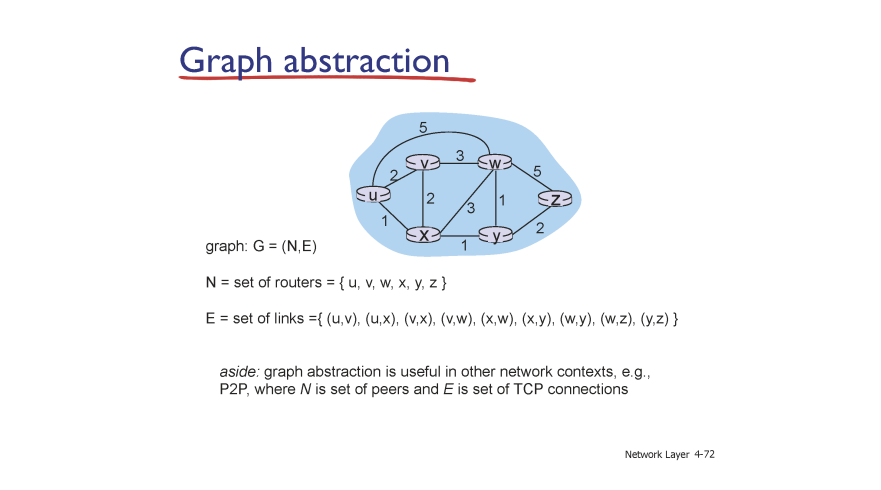 Graph abstraction
5
v
3
w
2
5
u
2
3
1
z
1
x
y
2
1
graph: G = (N,E)
N = set of routers = { u, v, w, x, y, z }
E = set of links ={ (u,v), (u,x), (v,x), (v,w), (x,w), (x,y), (w,y), (w,z), (y,z) }
aside: graph abstraction is useful in other network contexts, e.g.,
P2P, where N is set of peers and E is set of TCP connections
Network Layer 4-72